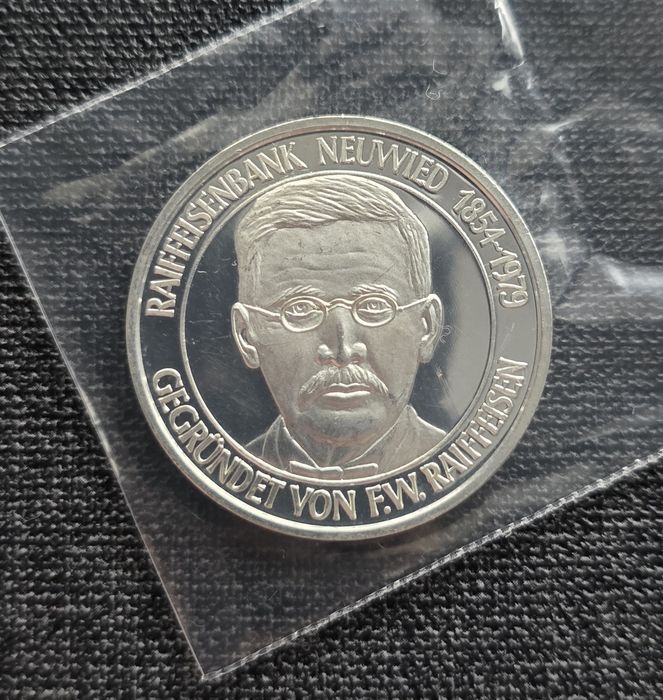 RAIFFEISENBANK NEUWIED 1854-1979
GEGRÜNDET VON F.W. RAIFFEISEN